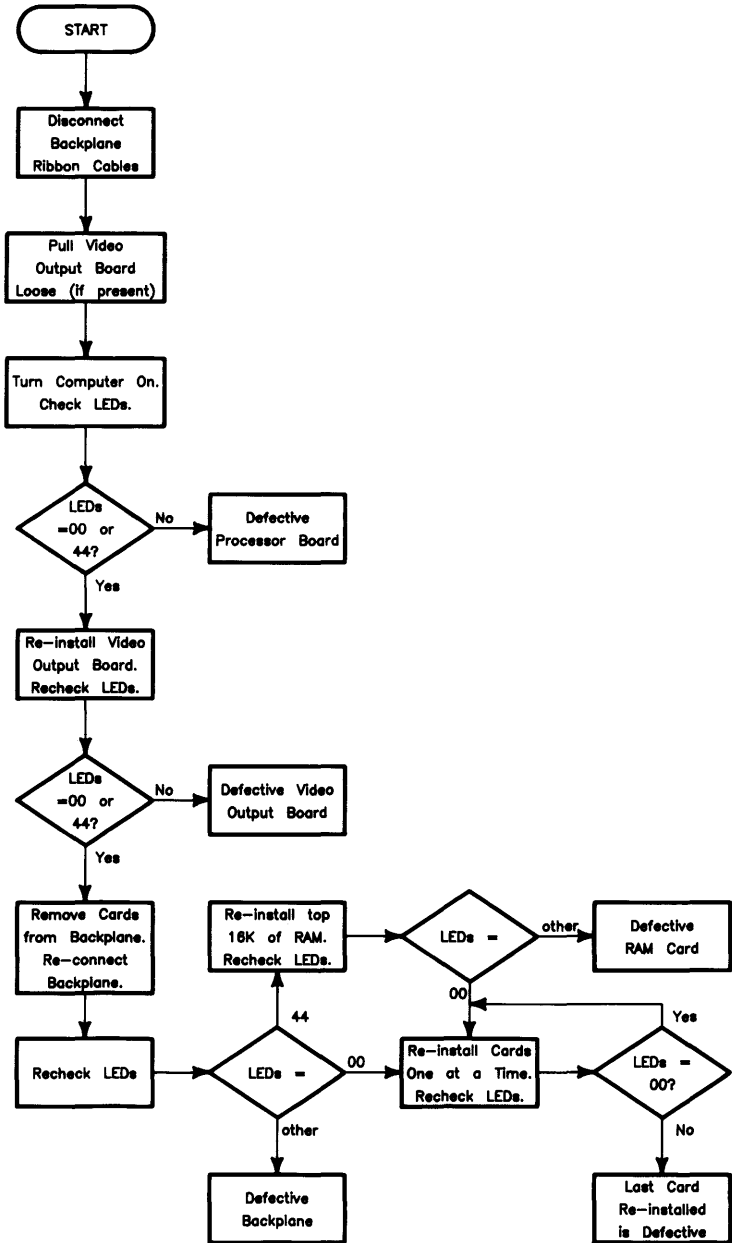 START
Disconnect
Backplane
Ribbon Cables
Pull Video
Output Board
Loose (if present)
Turn Computer On.
Check LEDs.
LEDs
=00 or
44?
No
Defective
Processor Board
Yes
Re-install Video
Output Board.
Recheck LEDs.
LEDs
=00 or
44?
No
Defective Video
Output Board
Yes
Remove Cards
from Backplane.
Re-connect
Backplane.
Re-install top
16K of RAM.
Recheck LEDs.
LEDs =
other
Defective
RAM Card
00
44
Yes
Recheck LEDs
LEDs =
00
Re-install Cards
One at a Time.
Recheck LEDs.
LEDs =
00?
other
No
Defective
Backplane
Last Card
Re-installed
is Defective